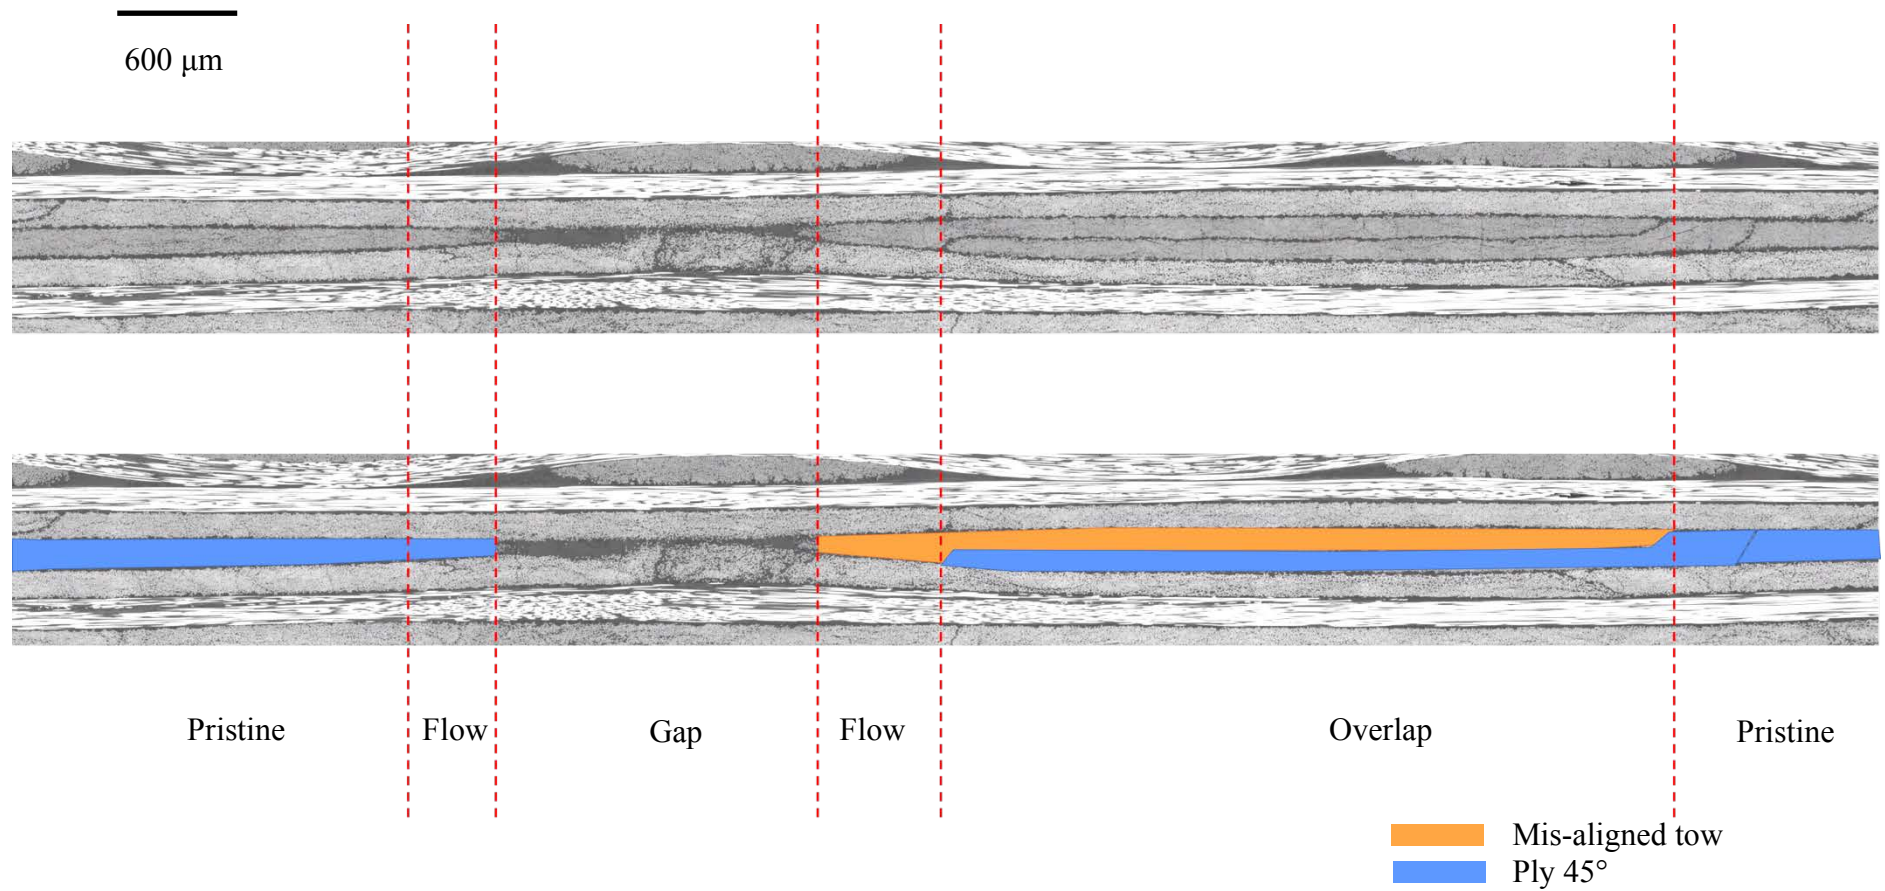 600 μm
Pristine
Flow
Gap
Flow
Overlap
Pristine
Mis-aligned tow
Ply 45°